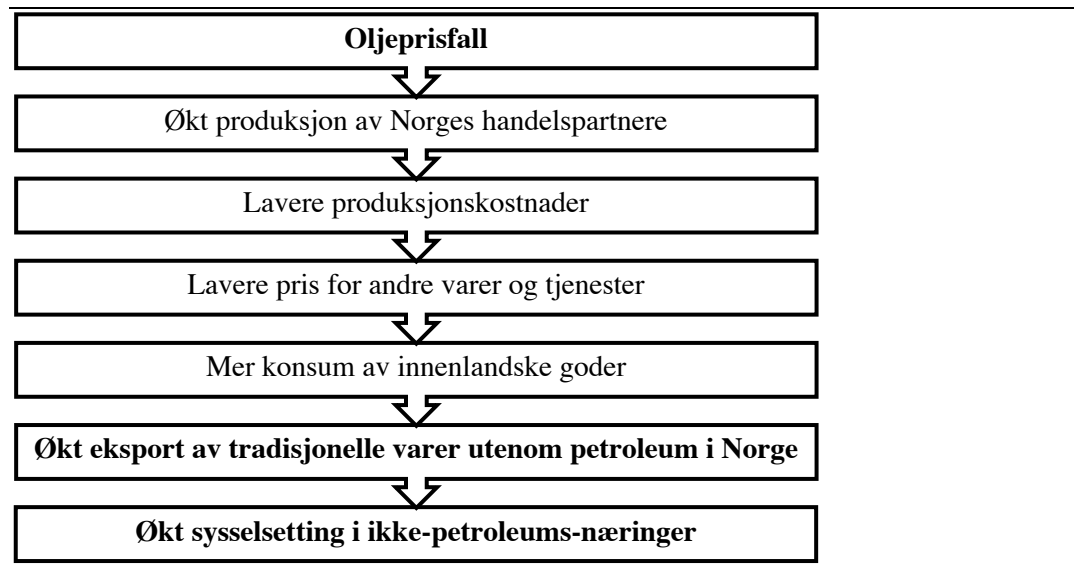 Oljeprisfall
Økt produksjon av Norges handelspartnere
Lavere produksjonskostnader
Lavere pris for andre varer og tjenester
Mer konsum av innenlandske goder
Økt eksport av tradisjonelle varer utenom petroleum i Norge
Økt sysselsetting i ikke-petroleums-næringer